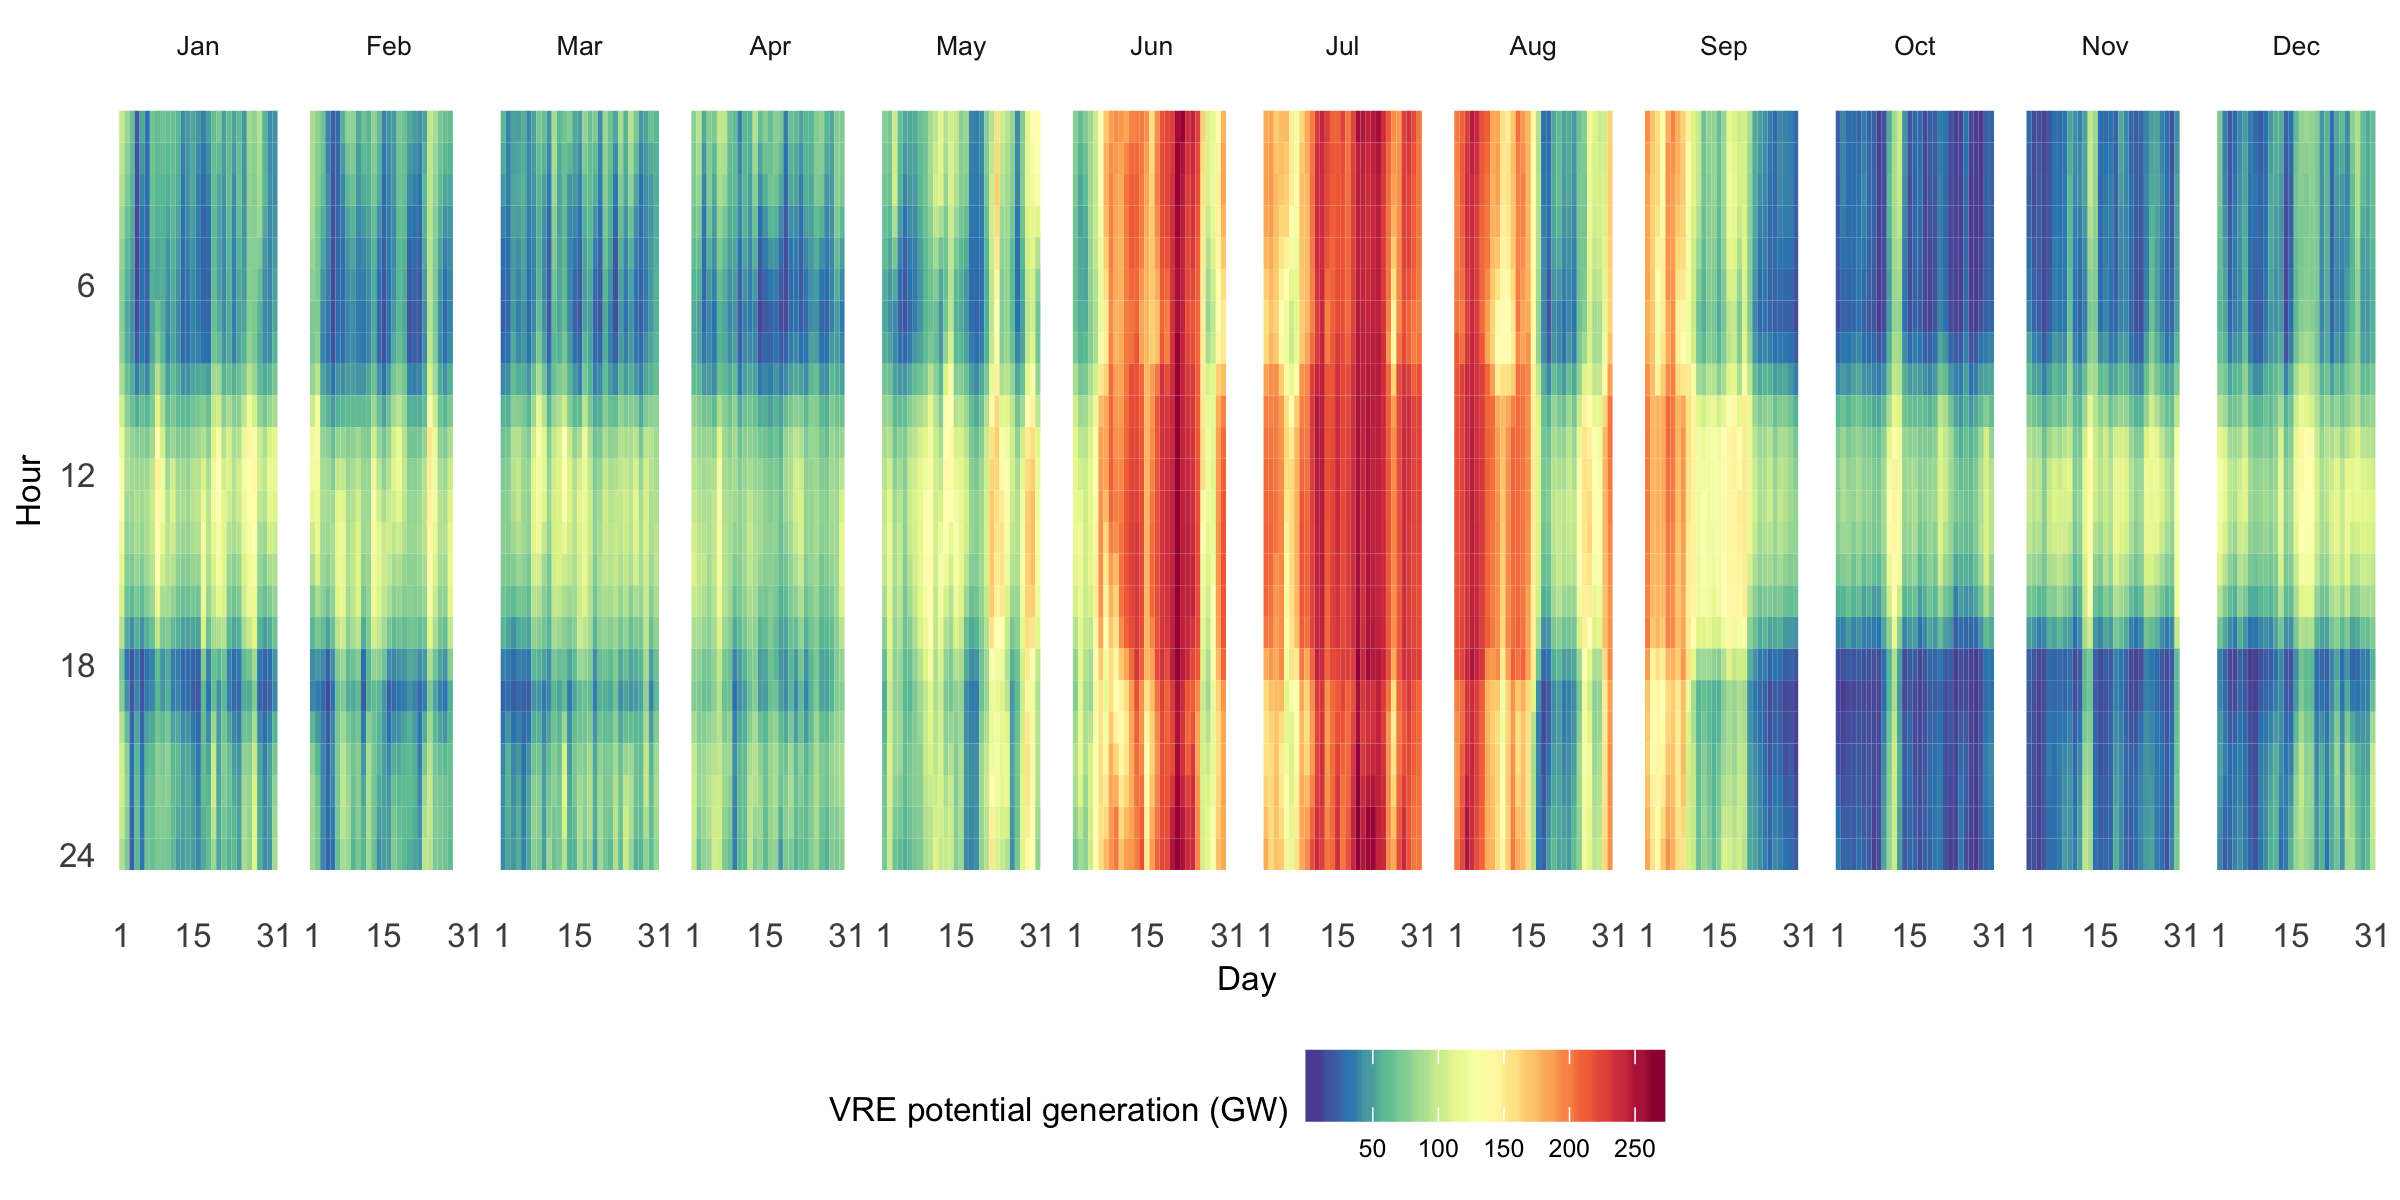 Jan Feb Mar Apr May Jun Jul Aug Sep Oct Nov Dec
Hour
6
12
18
24
1 15 31 1 15 31 1 15 31 1 15 31 1 15 31 1 15 31 1 15 31 1 15 31 1 15 31 1 15 31 1 15 31 1 15 31
Day
VRE potential generation (GW)
50 100 150 200 250